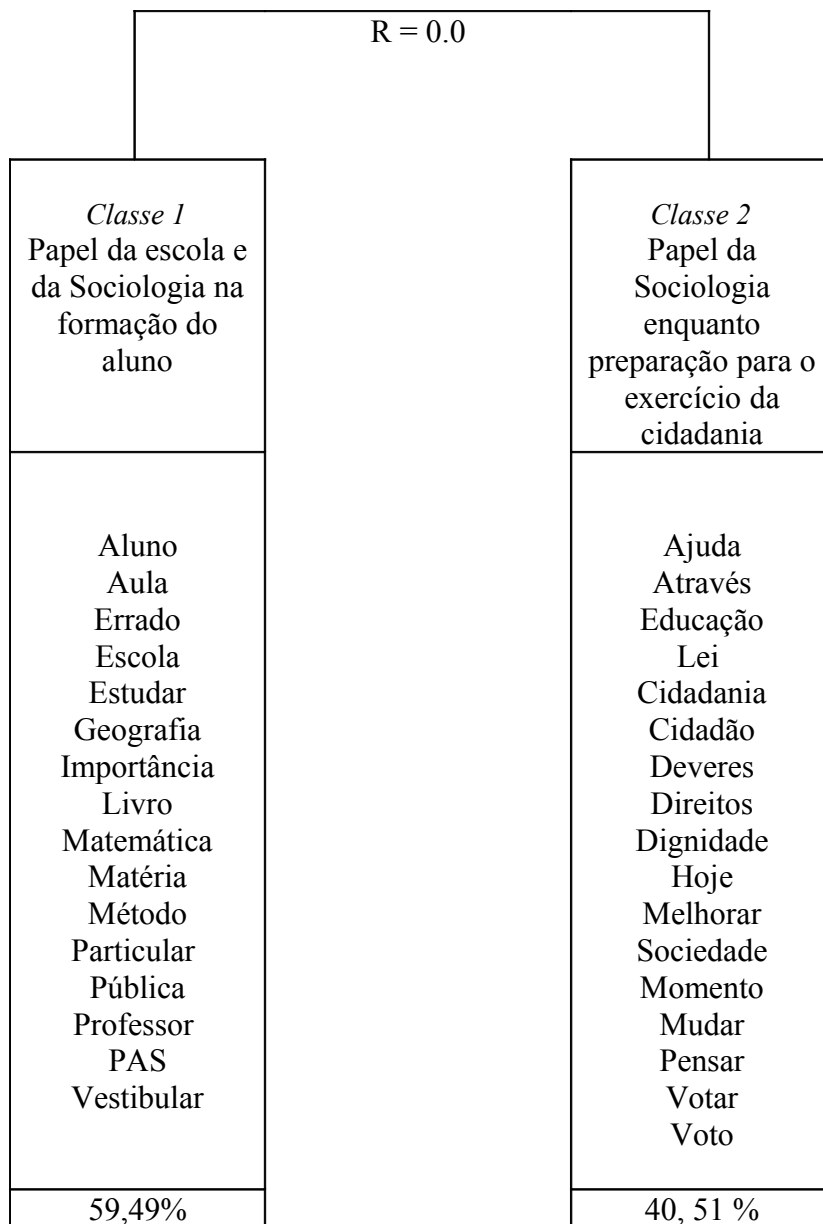 R = 0.0
Classe 1
Papel da escola e
da Sociologia na
formação do
aluno
Aluno
Aula
Errado
Escola
Estudar
Geografia
Importância
Livro
Matemática
Matéria
Método
Particular
Pública
Professor
PAS
Vestibular
59,49%
Classe 2
Papel da
Sociologia
enquanto
preparação para o
exercício da
cidadania
Ajuda
Através
Educação
Lei
Cidadania
Cidadão
Deveres
Direitos
Dignidade
Hoje
Melhorar
Sociedade
Momento
Mudar
Pensar
Votar
Voto
40, 51 %